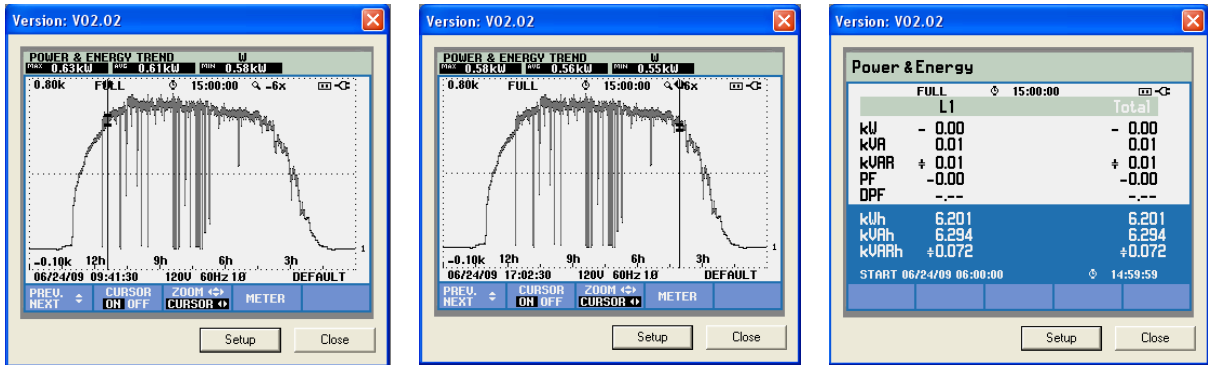 Version: V02.02
POWER & ENERGY TREND W
MAX 0.63kW AVG 0.61kW MIN 0.58kW
0.80k FULL 15:00:00 -6x
1
-0.10k 12h 9h 6h 3h
06/24/09 09:41:30 120V 60Hz 1Ø DEFAULT
PREV. NEXT CURSOR ON OFF ZOOM CURSOR METER
Setup Close
Version: V02.02
POWER & ENERGY TREND W
MAX 0.58kW AVG 0.56kW MIN 0.55kW
0.80k FULL 15:00:00 -6x
1
-0.10k 12h 9h 6h 3h
06/24/09 17:02:30 120V 60Hz 1Ø DEFAULT
PREV. NEXT CURSOR ON OFF ZOOM CURSOR METER
Setup Close
Version: V02.02
Power & Energy
FULL 15:00:00
L1 Total
kW - 0.00 - 0.00
kVA 0.01 0.01
kVAR 0.01 0.01
PF -0.00 -0.00
DPF -.-- -.--
kWh 6.201 6.201
kVAh 6.294 6.294
kVARh 0.072 0.072
START 06/24/09 06:00:00 14:59:59
Setup Close